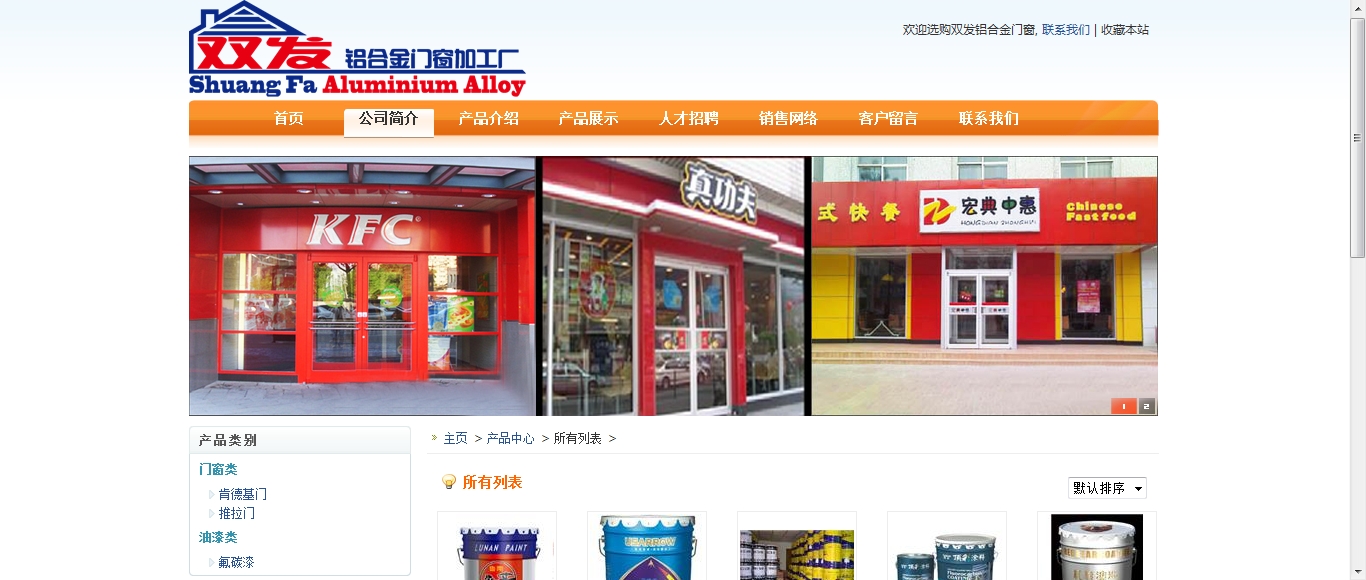 双发 铝合金门窗加工厂
Shuang Fa Aluminium Alloy
欢迎选购双发铝合金门窗, 联系我们 | 收藏本站
首页 公司简介 产品介绍 产品展示 人才招聘 销售网络 客户留言 联系我们
KFC
真功夫
式快餐
宏典中惠
HONGDIAN ZHONGHUI
Chinese
Fast food
1 2
产品类别
门窗类
肯德基门
推拉门
油漆类
氟碳漆
主页 > 产品中心 > 所有列表 >
所有列表
默认排序
LUNAN PAINT
USARROW